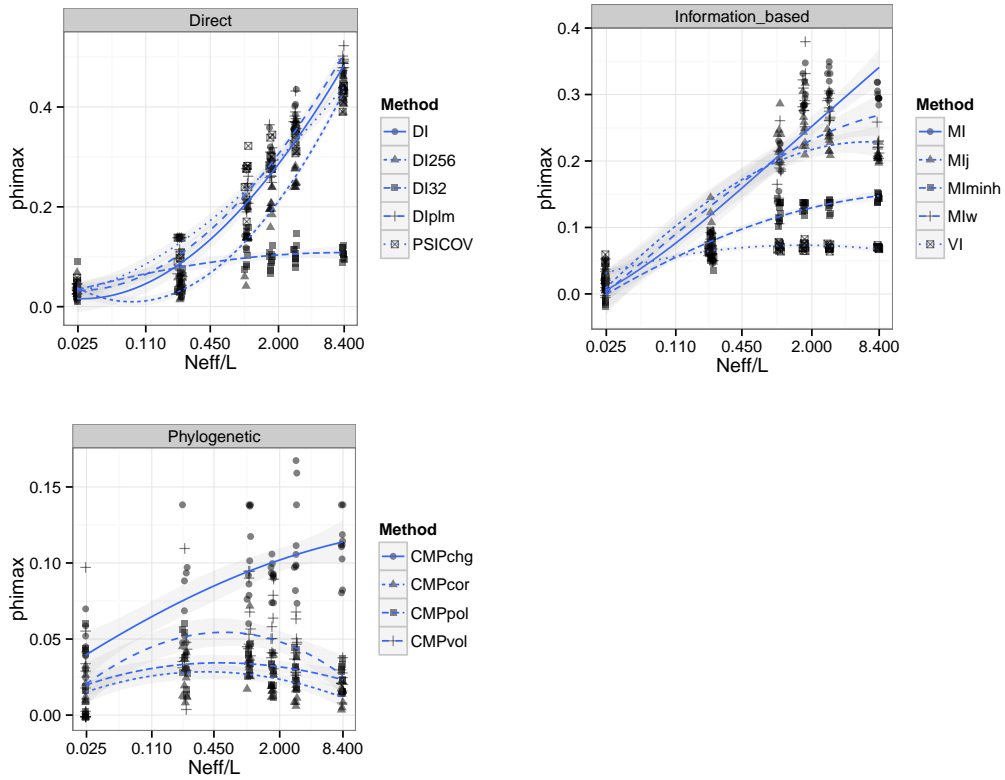 Direct
phimax
0.4
0.2
0.0
0.025 0.110 0.450 2.000 8.400
Neff/L
Method
DI
DI256
DI32
DIplm
PSICOV
Information_based
phimax
0.4
0.3
0.2
0.1
0.0
0.025 0.110 0.450 2.000 8.400
Neff/L
Method
MI
MIj
MIminh
MIw
VI
Phylogenetic
phimax
0.15
0.10
0.05
0.00
0.025 0.110 0.450 2.000 8.400
Neff/L
Method
CMPchg
CMPcor
CMPpol
CMPvol